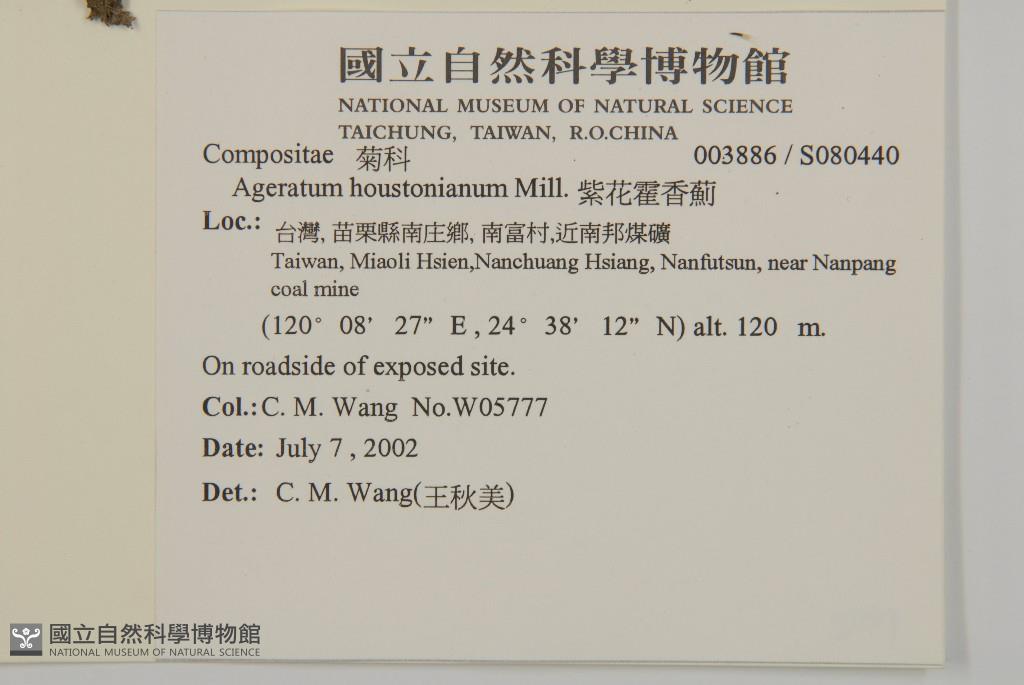 國立自然科學博物館
NATIONAL MUSEUM OF NATURAL SCIENCE
TAICHUNG, TAIWAN, R.O.CHINA
Compositae 菊科 003886 / S080440
Ageratum houstonianum Mill. 紫花霍香薊
Loc.: 台灣, 苗栗縣南庄鄉, 南富村,近南邦煤礦
Taiwan, Miaoli Hsien,Nanchuang Hsiang, Nanfutsun, near Nanpang
coal mine
(120° 08’ 27” E , 24° 38’ 12” N) alt. 120 m.
On roadside of exposed site.
Col.: C. M. Wang No.W05777
Date: July 7 , 2002
Det.: C. M. Wang(王秋美)
國立自然科學博物館
NATIONAL MUSEUM OF NATURAL SCIENCE